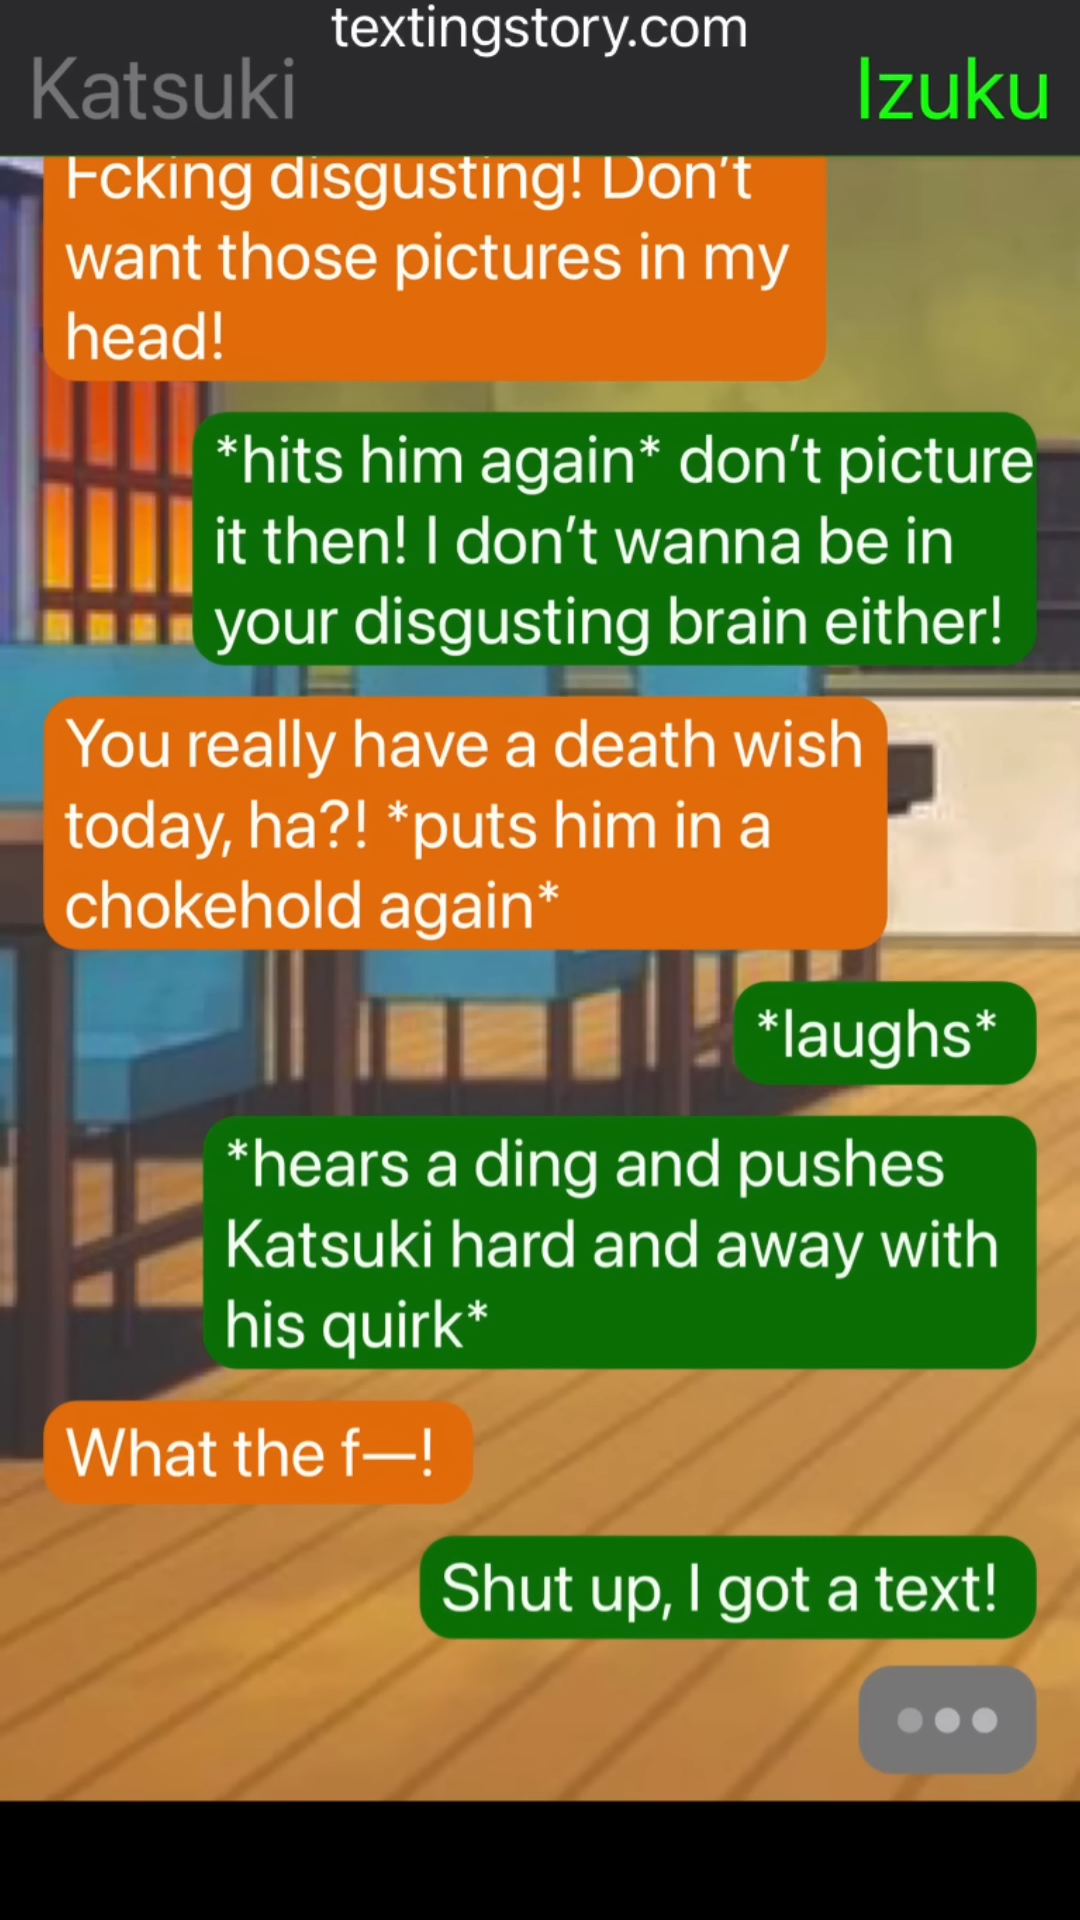 textingstory.com
Katsuki
Izuku
Fcking disgusting! Don’t
want those pictures in my
head!
*hits him again* don’t picture
it then! I don’t wanna be in
your disgusting brain either!
You really have a death wish
today, ha?! *puts him in a
chokehold again*
*laughs*
*hears a ding and pushes
Katsuki hard and away with
his quirk*
What the f—!
Shut up, I got a text!